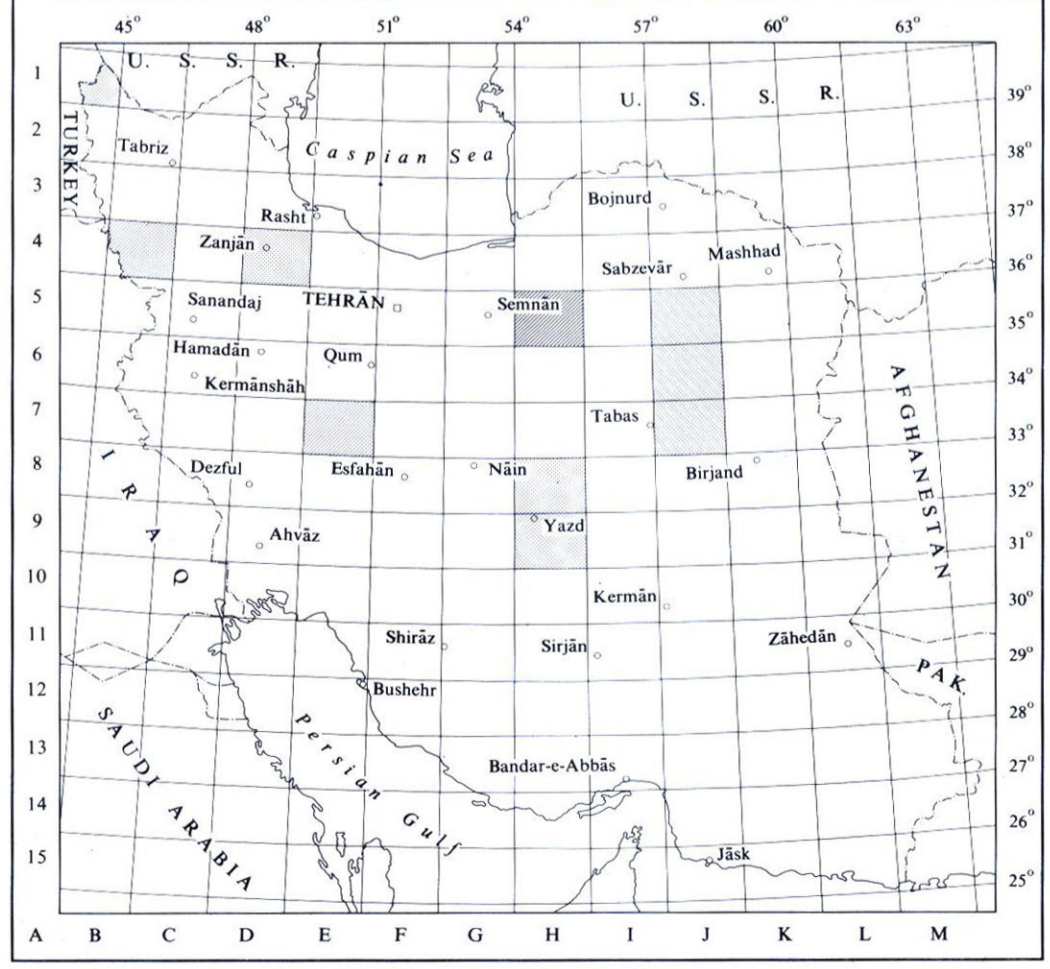 45° 48° 51° 54° 57° 60° 63°
1 U. S. S. R.
39°
U. S. S. R.
2 TURKEY
Tabriz
Caspian Sea
38°
3
Bojnurd
37°
Rasht
4 Zanjān
Mashhad
36°
Sabzevār
5 Sanandaj TEHRĀN Semnān
35°
6 Hamadān Qum
34°
Kermānshāh
AFGHANESTAN
7 Tabas
33°
8 Dezful Esfahān Nāin Birjand
IRAQ
32°
9 Ahvāz Yazd
31°
10 Kermān
30°
11 Shirāz Sirjān Zāhedān
29°
PAK.
12 Bushehr
28°
SAUDI ARABIA
Persian Gulf
13 Bandar-e-Abbās
27°
14
26°
15 Jāsk
25°
A B C D E F G H I J K L M